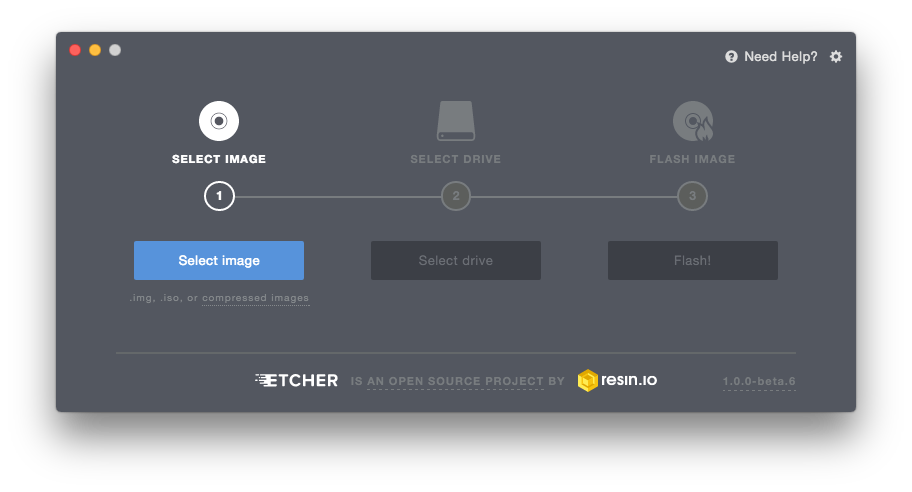 Need Help?
SELECT IMAGE
SELECT DRIVE
FLASH IMAGE
1
2
3
Select image
Select drive
Flash!
.img, .iso, or compressed images
ETCHER IS AN OPEN SOURCE PROJECT BY resin.io
1.0.0-beta.6